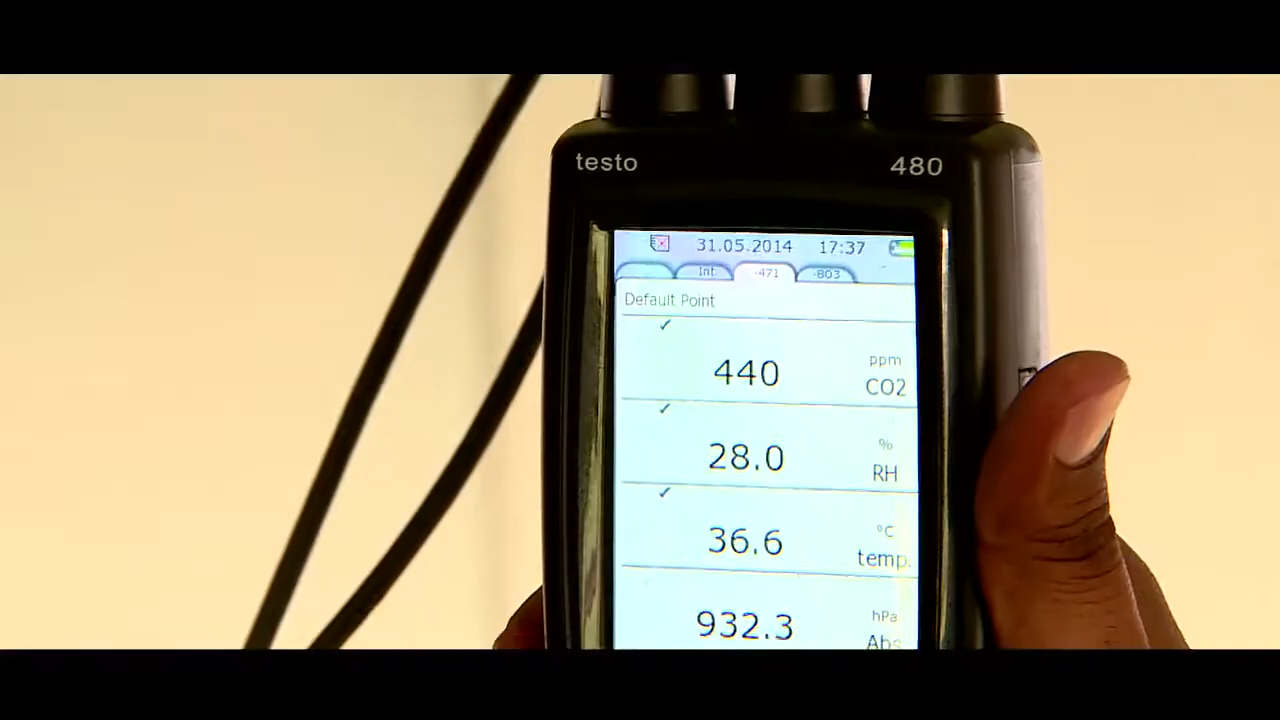 testo 480
31.05.2014 17:37
Int -471 -803
Default Point
ppm
440 CO2
%
28.0 RH
°C
36.6 temp.
hPa
932.3 Abs